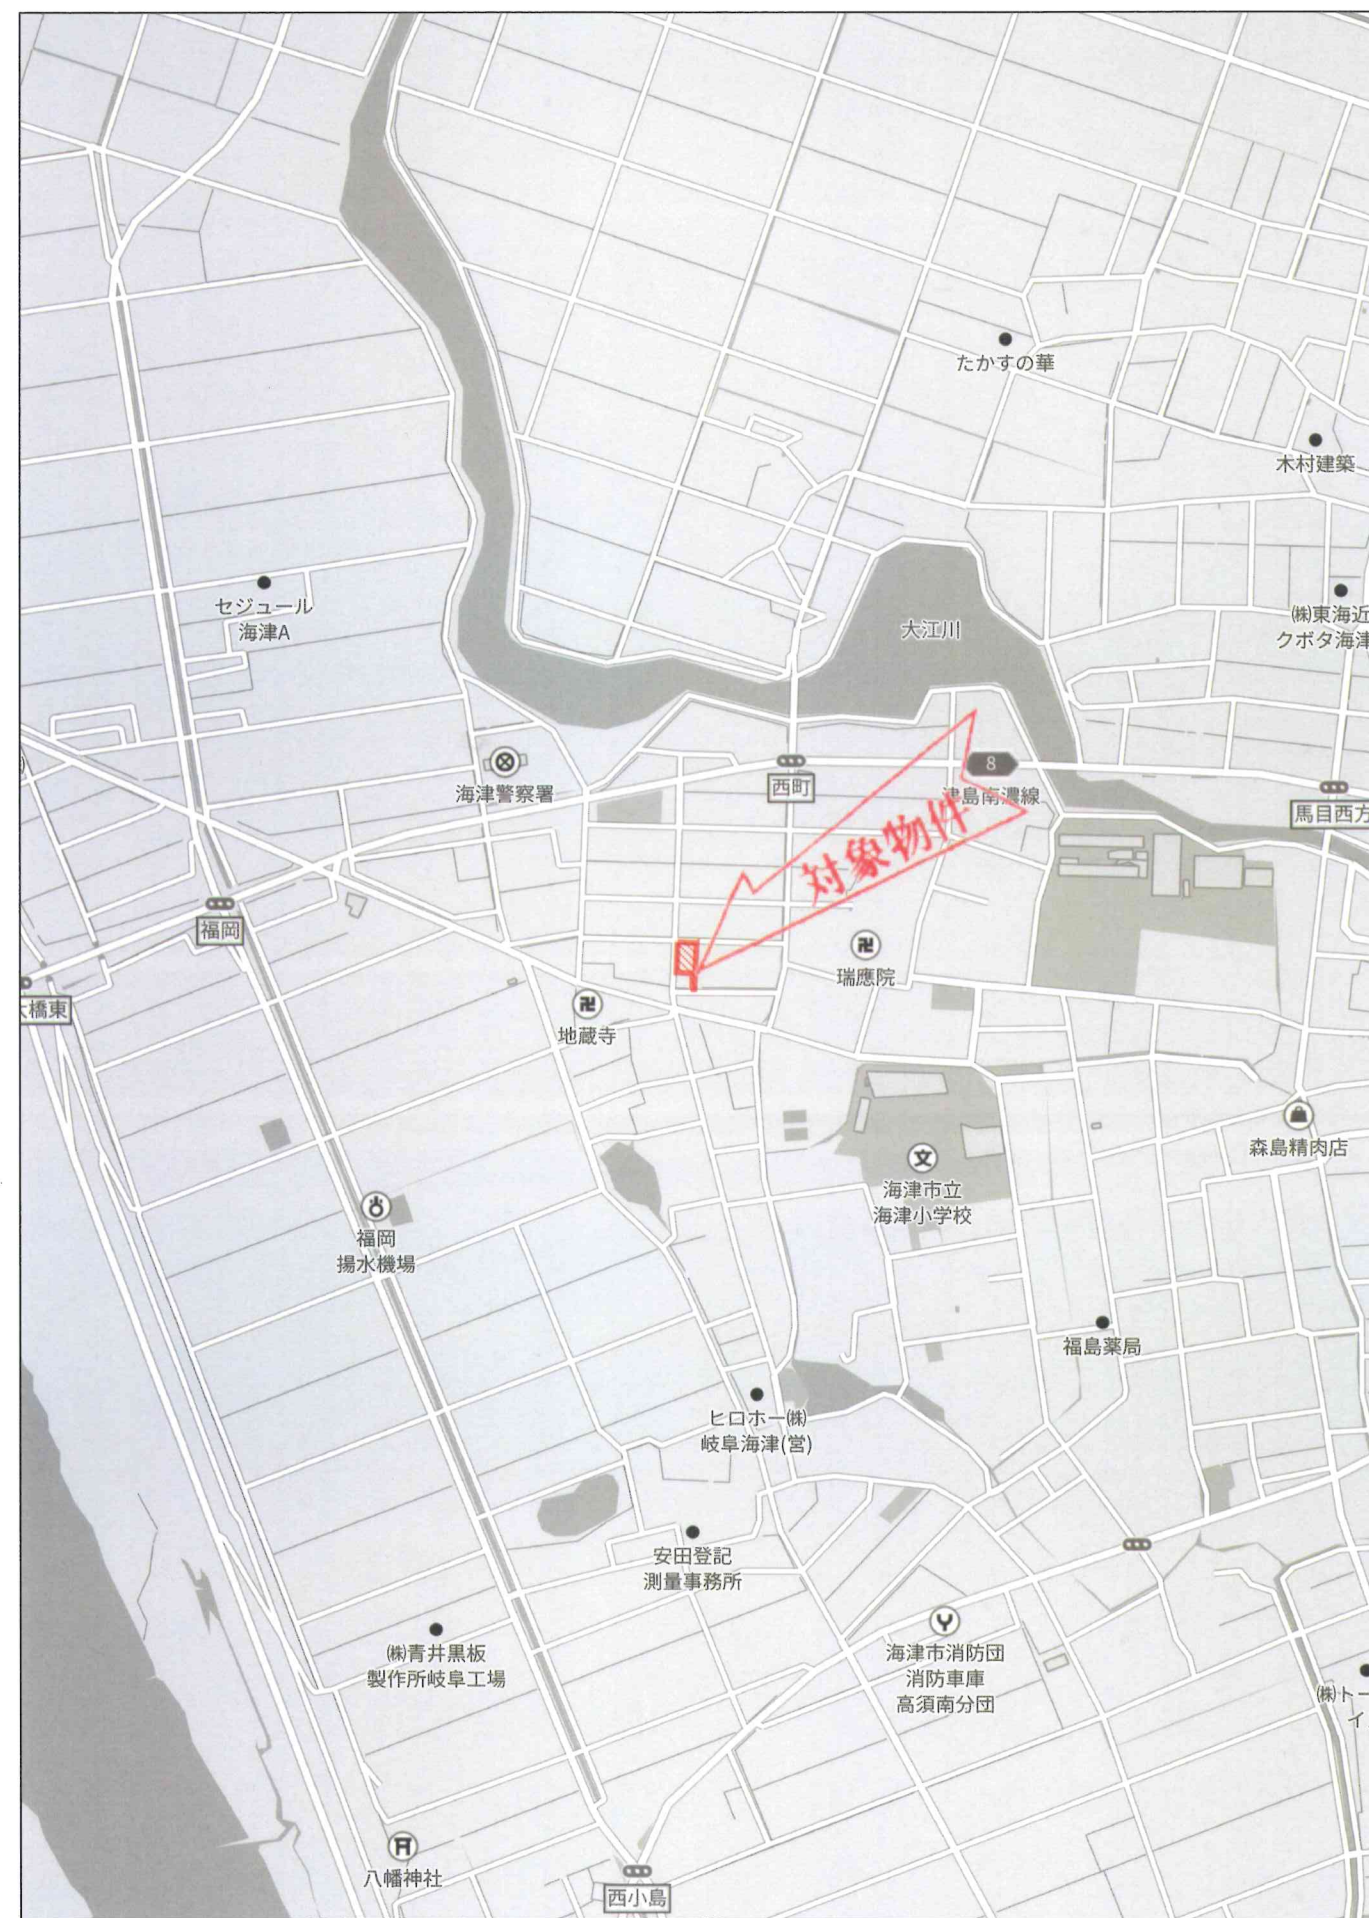 たかすの華
木村建築
セジュール
海津A
㈱東海近
クボタ海津
大江川
海津警察署
西町
8
津島南濃線
馬目西方
対象物件
福岡
大橋東
瑞應院
卍
卍
地蔵寺
森島精肉店
文
海津市立
海津小学校
福岡
揚水機場
福島薬局
ヒロホー㈱
岐阜海津(営)
安田登記
測量事務所
㈱青井黒板
製作所岐阜工場
海津市消防団
消防車庫
高須南分団
㈱トー
イ
八幡神社
西小島